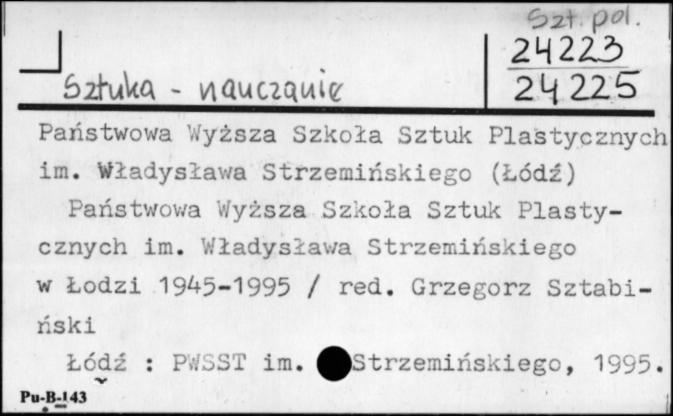 Szt. pol.
24223
24225
Sztuka - nauczanie
Państwowa Wyższa Szkoła Sztuk Plastycznych
im. Władysława Strzemińskiego (Łódź)
Państwowa Wyższa Szkoła Sztuk Plasty-
cznych im. Władysława Strzemińskiego
w Łodzi 1945-1995 / red. Grzegorz Sztabi-
ński
Łódź : PWSST im. Strzemińskiego, 1995.
Pu-B-143